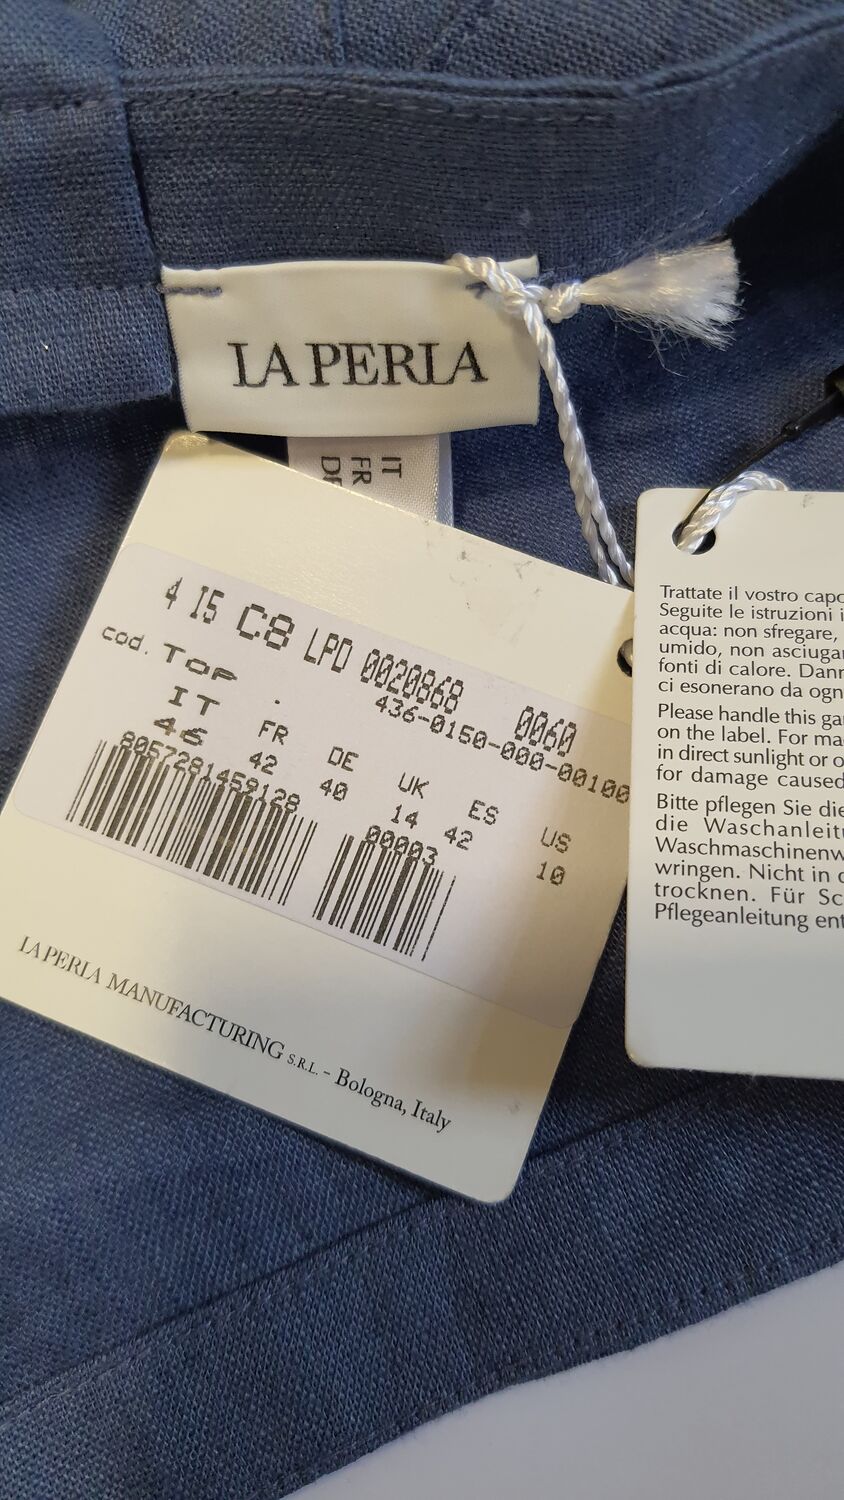 LA PERLA
IT
FR
4 I5 C8 LPD 0020868 0060
cod. TOP 436-0150-000-00100
IT FR DE UK ES US
46 42 40 14 42 10
8057281459128 00003
LA PERLA MANUFACTURING S.R.L. - Bologna, Italy
Trattate il vostro capo
Seguite le istruzioni i
acqua: non sfregare,
umido, non asciugar
fonti di calore. Dann
ci esonerano da ogn
Please handle this ga
on the label. For ma
in direct sunlight or o
for damage caused
Bitte pflegen Sie die
die Waschanleitu
Waschmaschinenw
wringen. Nicht in d
trocknen. Für Sc
Pflegeanleitung ent